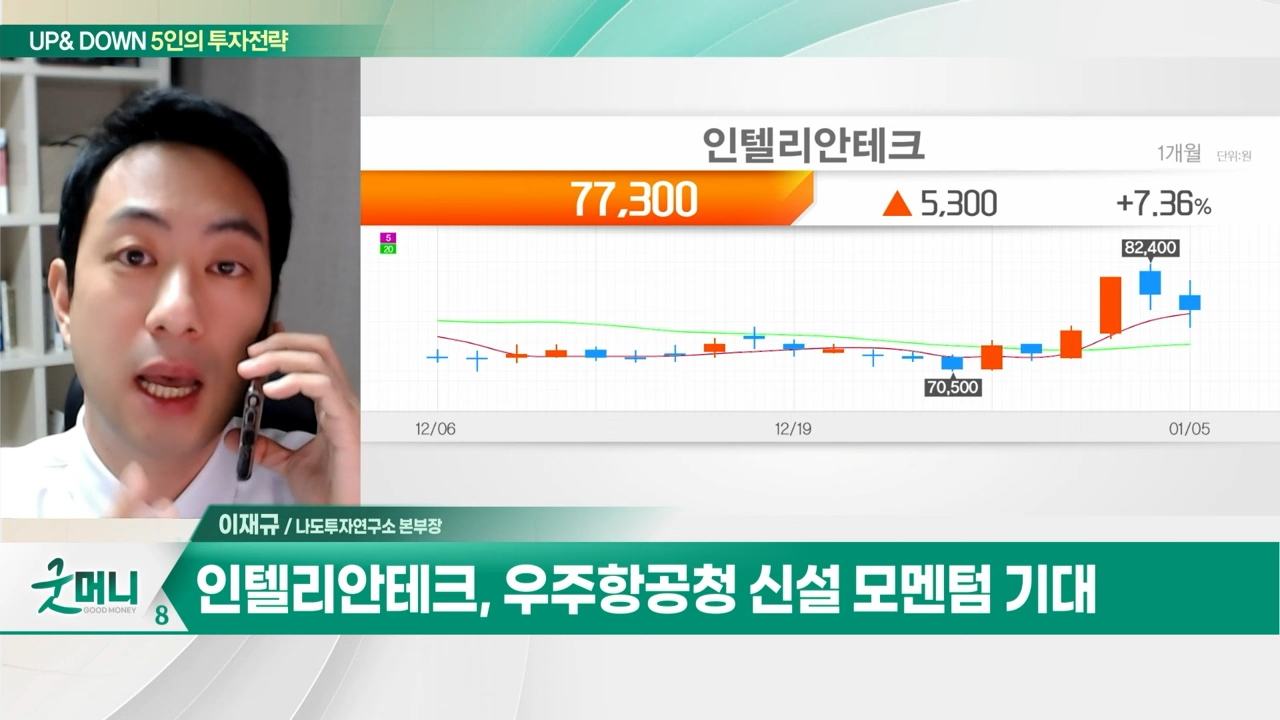 UP& DOWN 5인의 투자전략
인텔리안테크
1개월 단위:원
77,300 ▲ 5,300 +7.36%
5
20
82,400
70,500
12/06 12/19 01/05
이재규 / 나도투자연구소 본부장
굿머니
GOOD MONEY
8
인텔리안테크, 우주항공청 신설 모멘텀 기대